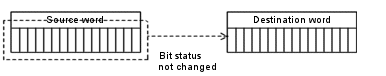 Source word
Destination word
Bit status
not changed